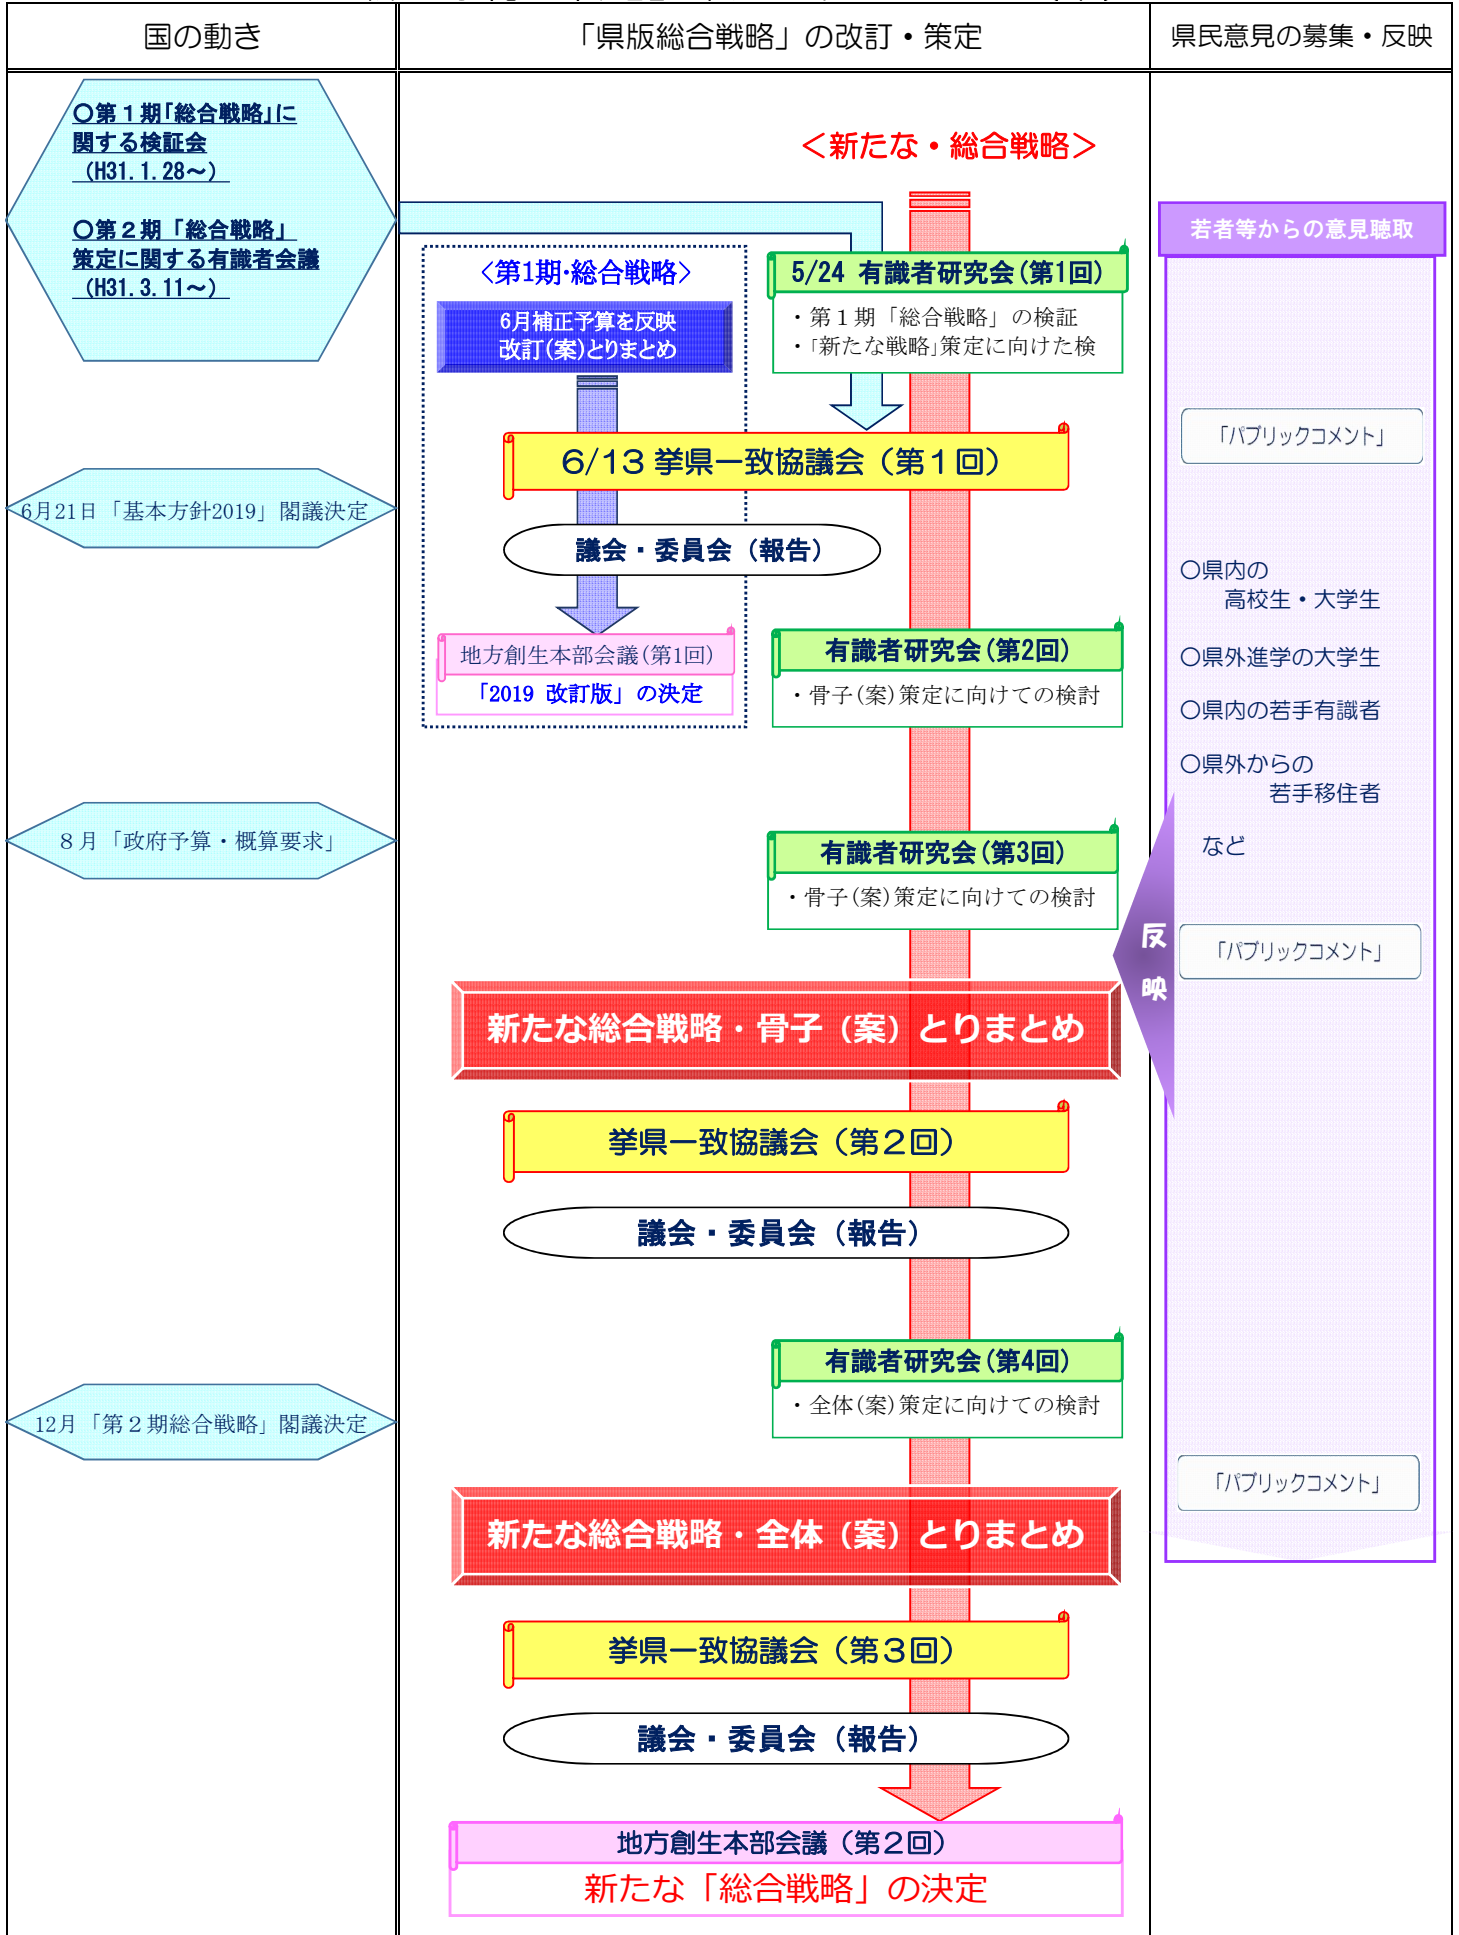 国の動き
「県版総合戦略」の改訂・策定
県民意見の募集・反映
〇第１期｢総合戦略｣に
関する検証会
（H31.1.28～）
〇第２期「総合戦略」
策定に関する有識者会議
（H31.3.11～）
6月21日「基本方針2019」閣議決定
８月「政府予算・概算要求」
12月「第２期総合戦略」閣議決定
＜新たな・総合戦略＞
＜第1期・総合戦略＞
6月補正予算を反映
改訂(案)とりまとめ
5/24 有識者研究会(第1回)
・第１期「総合戦略」の検証
・｢新たな戦略｣策定に向けた検
6/13 挙県一致協議会（第１回）
議会・委員会（報告）
地方創生本部会議(第1回)
「2019 改訂版」の決定
有識者研究会(第2回)
・骨子(案)策定に向けての検討
有識者研究会(第3回)
・骨子(案)策定に向けての検討
新たな総合戦略・骨子（案）とりまとめ
挙県一致協議会（第２回）
議会・委員会（報告）
有識者研究会(第4回)
・全体(案)策定に向けての検討
新たな総合戦略・全体（案）とりまとめ
挙県一致協議会（第３回）
議会・委員会（報告）
地方創生本部会議（第２回）
新たな「総合戦略」の決定
若者等からの意見聴取
「パブリックコメント」
〇県内の
高校生・大学生
〇県外進学の大学生
〇県内の若手有識者
〇県外からの
若手移住者
など
反
映
「パブリックコメント」
「パブリックコメント」